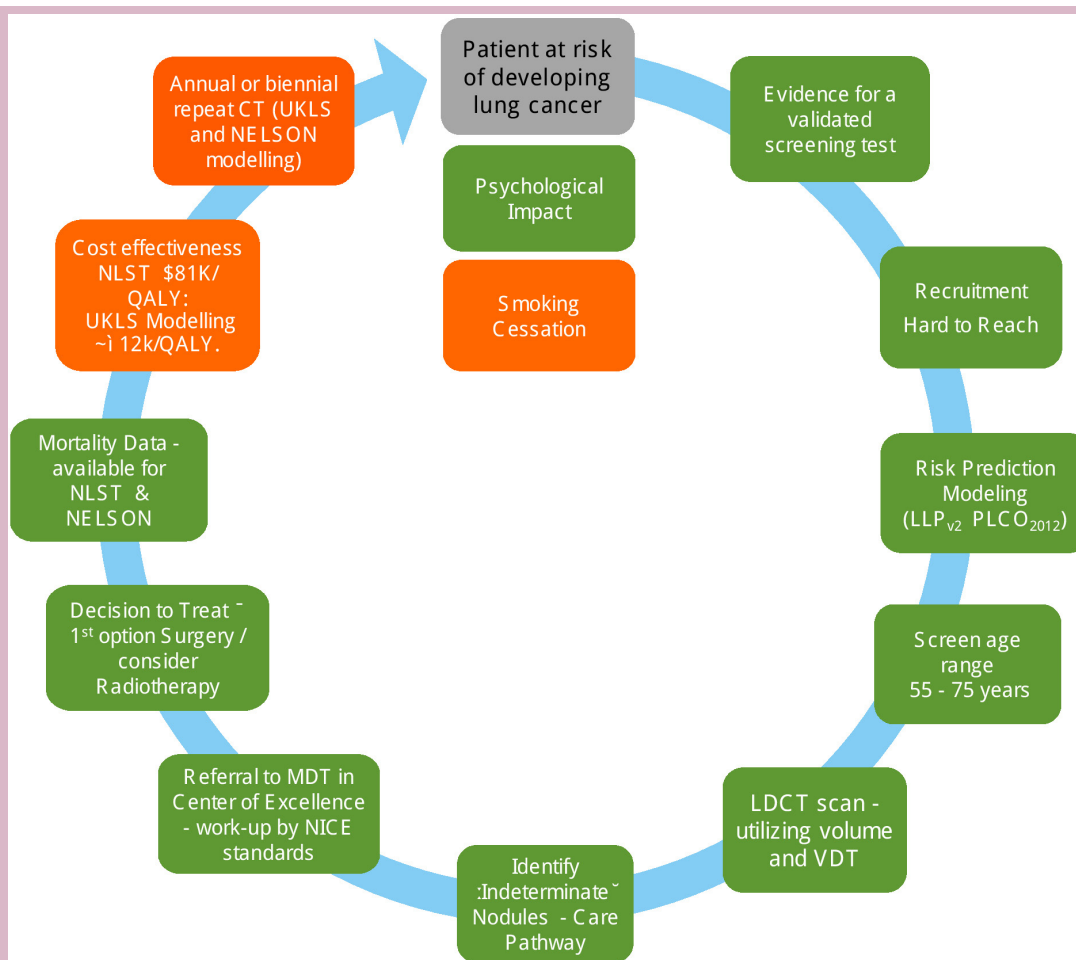 Patient at risk
of developing
lung cancer
Psychological
Impact
Smoking
Cessation
Evidence for a
validated
screening test
Recruitment
Hard to Reach
Risk Prediction
Modeling
(LLPv2 PLCO2012)
Screen age
range
55 - 75 years
LDCT scan -
utilizing volume
and VDT
Identify
:Indeterminate˘
Nodules - Care
Pathway
Referral to MDT in
Center of Excellence
- work-up by NICE
standards
Decision to Treat ¯
1st option Surgery /
consider
Radiotherapy
Mortality Data -
available for
NLST &
NELSON
Cost effectiveness
NLST $81K/
QALY:
UKLS Modelling
~ì 12k/QALY.
Annual or biennial
repeat CT (UKLS
and NELSON
modelling)